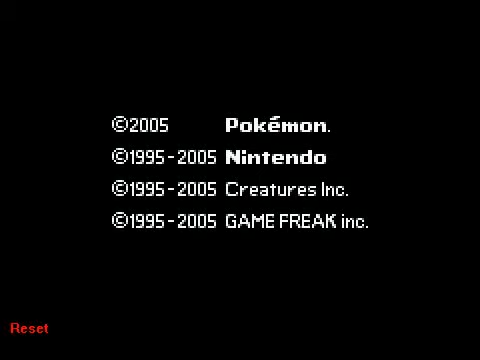 ©2005 Pokémon.
©1995-2005 Nintendo
©1995-2005 Creatures Inc.
©1995-2005 GAME FREAK inc.
Reset